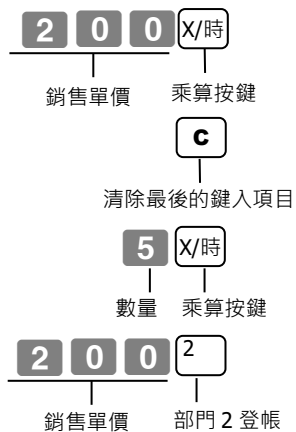 2 0 0 X/時
銷售單價 乘算按鍵
C
清除最後的鍵入項目
5 X/時
數量 乘算按鍵
2 0 0 2
銷售單價 部門 2 登帳